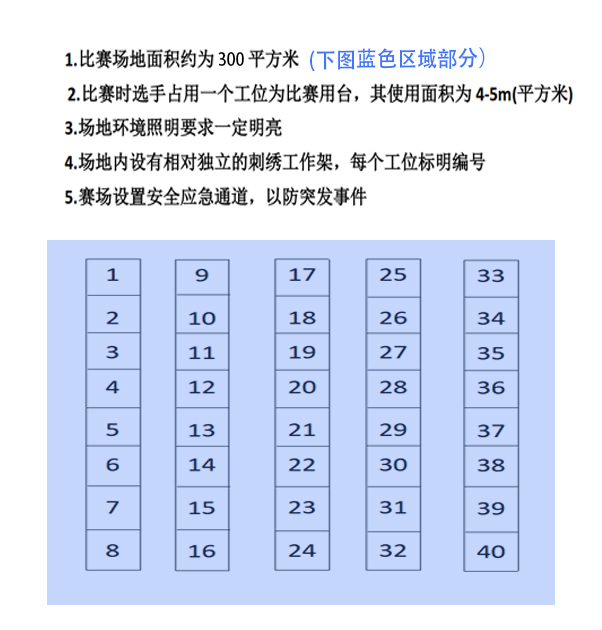 1.比赛场地面积约为 300 平方米 (下图蓝色区域部分)
2.比赛时选手占用一个工位为比赛用台，其使用面积为 4-5m(平方米)
3.场地环境照明要求一定明亮
4.场地内设有相对独立的刺绣工作架，每个工位标明编号
5.赛场设置安全应急通道，以防突发事件
1 9 17 25 33
2 10 18 26 34
3 11 19 27 35
4 12 20 28 36
5 13 21 29 37
6 14 22 30 38
7 15 23 31 39
8 16 24 32 40